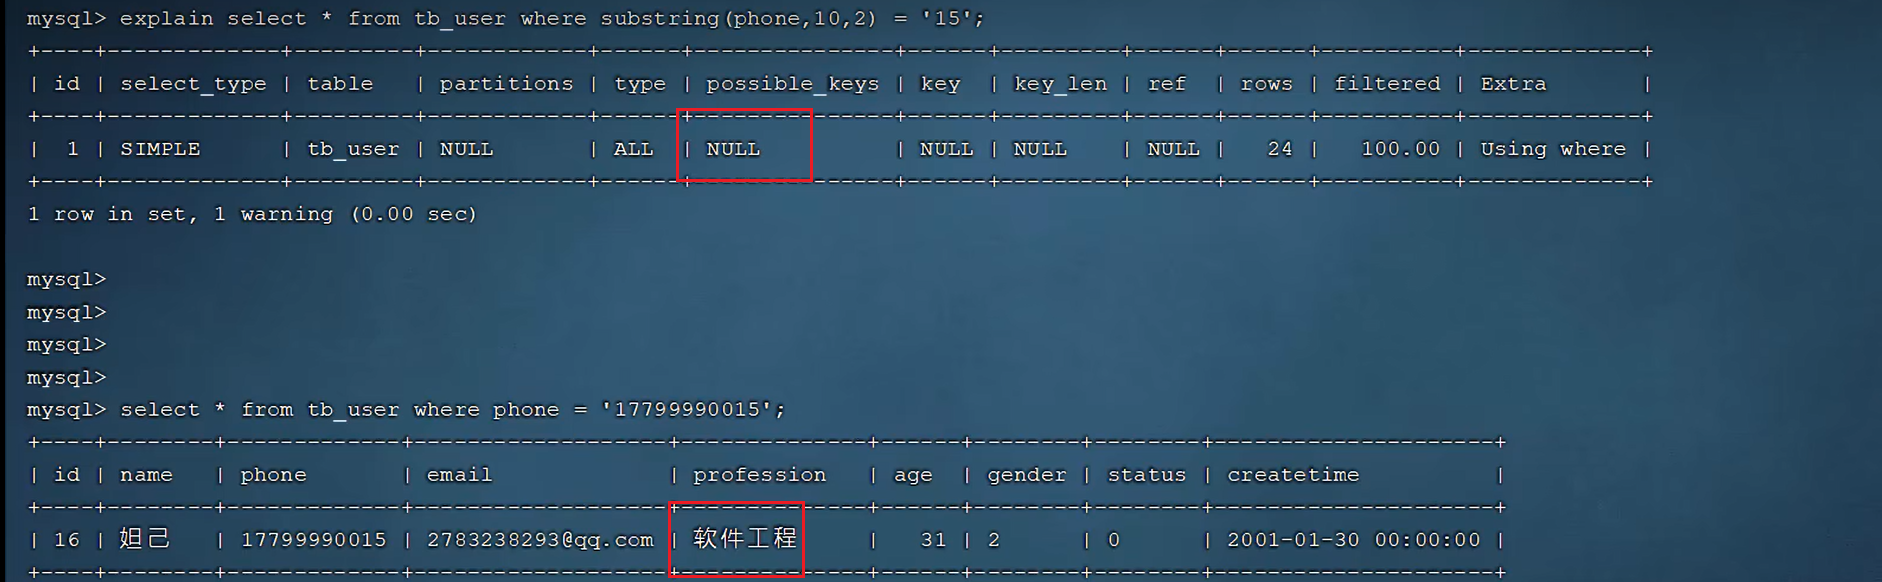 mysql> explain select * from tb_user where substring(phone,10,2) = '15';
+----+-------------+---------+------------+------+---------------+------+---------+------+------+----------+-------------+
| id | select_type | table | partitions | type | possible_keys | key | key_len | ref | rows | filtered | Extra |
+----+-------------+---------+------------+------+---------------+------+---------+------+------+----------+-------------+
| 1 | SIMPLE | tb_user | NULL | ALL | NULL | NULL | NULL | NULL | 24 | 100.00 | Using where |
+----+-------------+---------+------------+------+---------------+------+---------+------+------+----------+-------------+
1 row in set, 1 warning (0.00 sec)
mysql>
mysql>
mysql>
mysql>
mysql> select * from tb_user where phone = '17799990015';
+----+--------+-------------+-------------------+--------------+------+--------+--------+---------------------+
| id | name | phone | email | profession | age | gender | status | createtime |
+----+--------+-------------+-------------------+--------------+------+--------+--------+---------------------+
| 16 | 妲己 | 17799990015 | 2783238293@qq.com | 软件工程 | 31 | 2 | 0 | 2001-01-30 00:00:00 |
+----+--------+-------------+-------------------+--------------+------+--------+--------+---------------------+